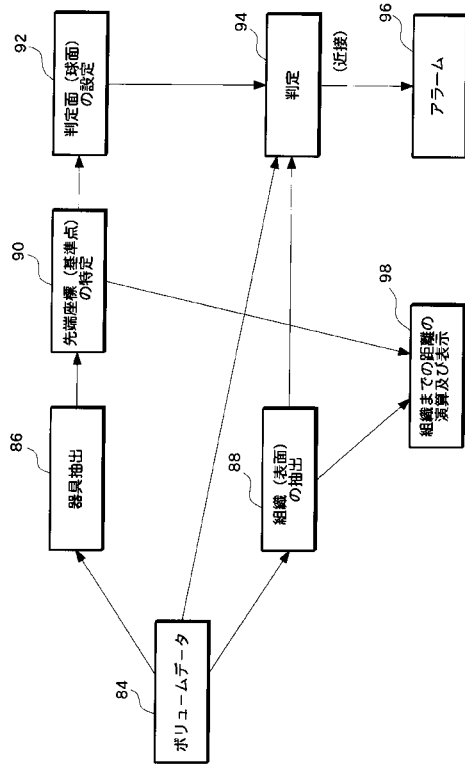 84
ボリュームデータ
86
器具抽出
88
組織（表面）
の抽出
90
先端座標（基準点）
の特定
92
判定面（球面）
の設定
94
判定
（近接）
96
アラーム
98
組織までの距離の
演算及び表示